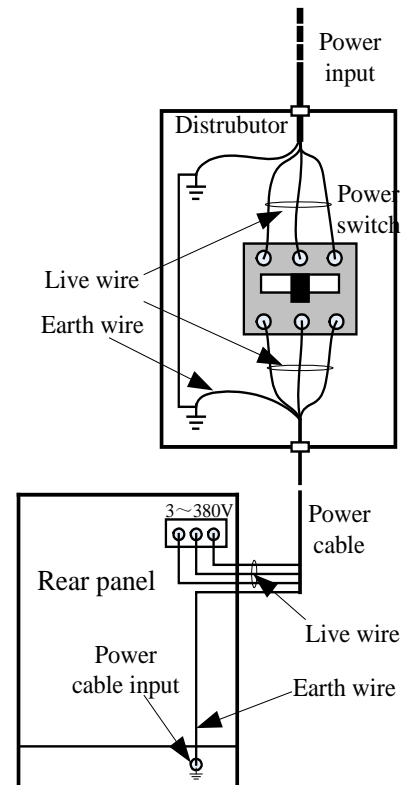 Power
input
Distrubutor
Power
switch
Live wire
Earth wire
3～380V
Power
cable
Rear panel
Live wire
Power
cable input
Earth wire